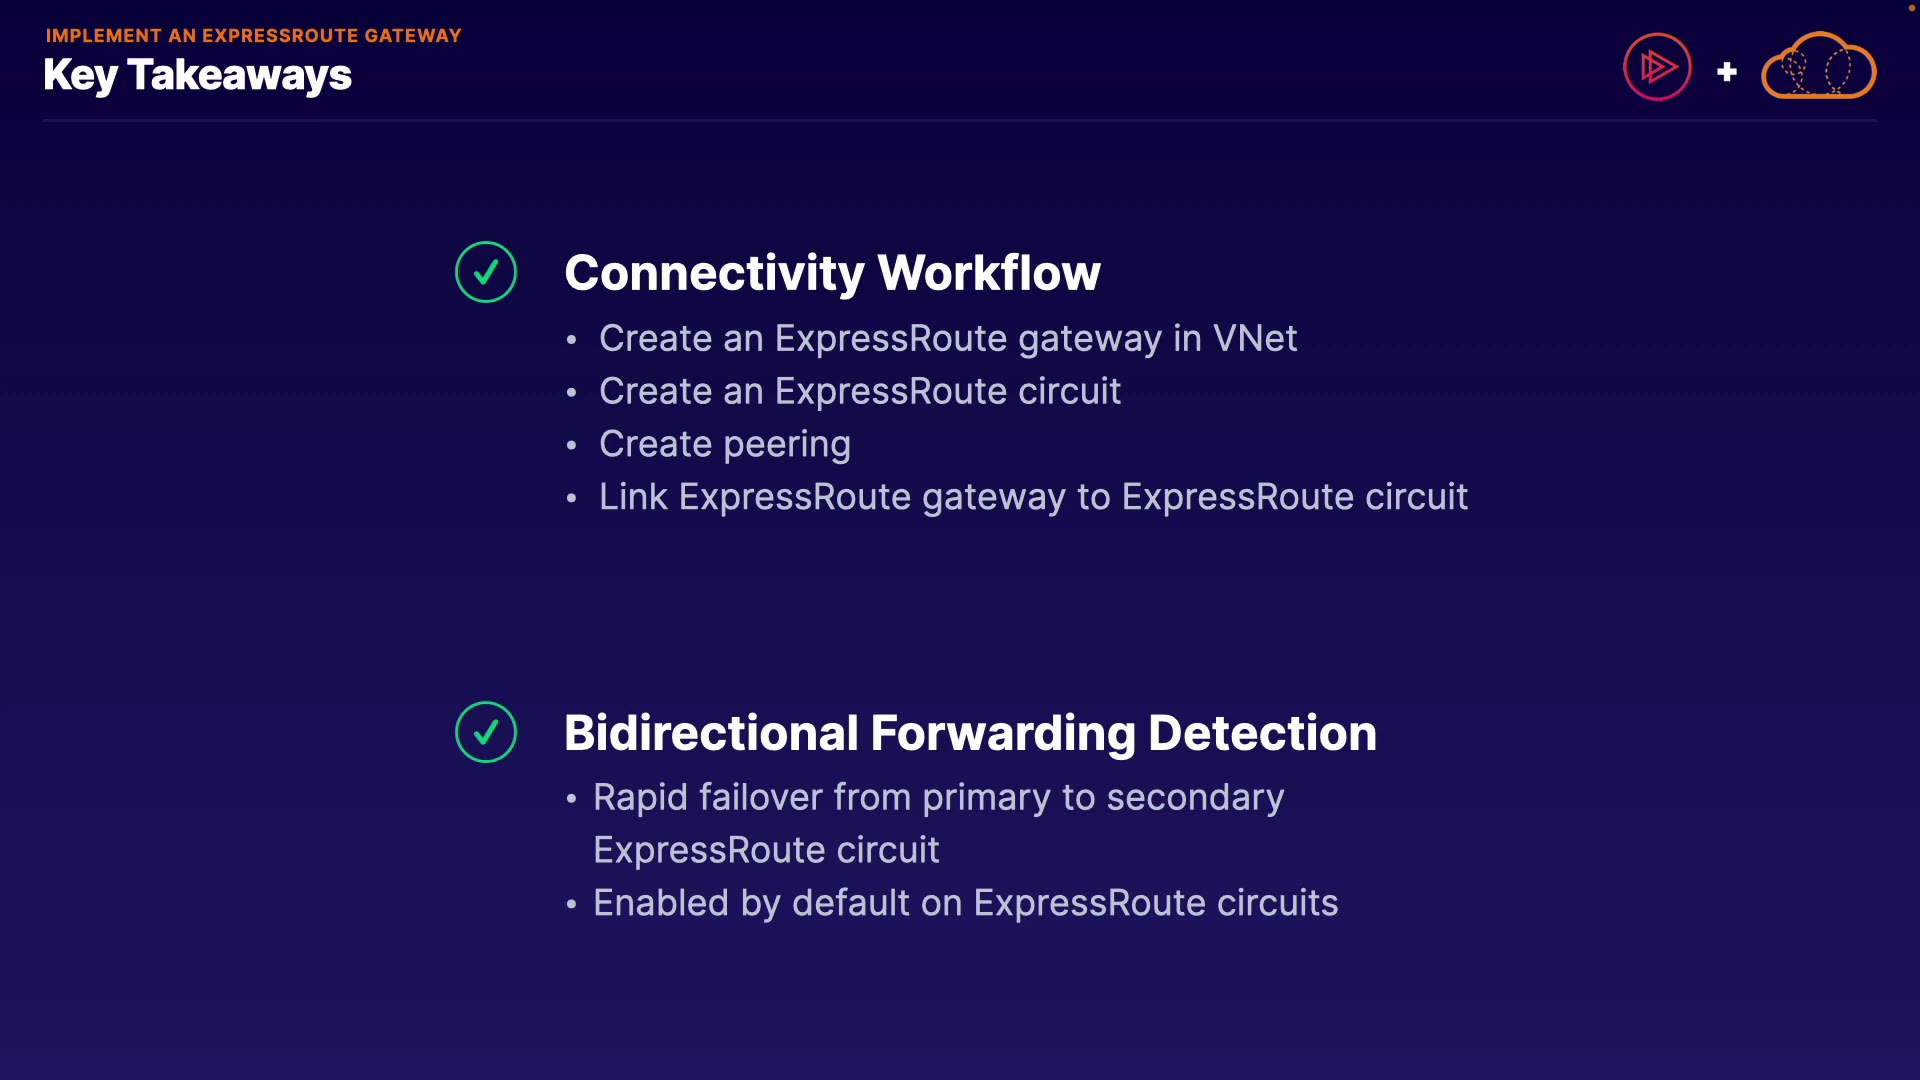 IMPLEMENT AN EXPRESSROUTE GATEWAY
Key Takeaways
+
Connectivity Workflow
• Create an ExpressRoute gateway in VNet
• Create an ExpressRoute circuit
• Create peering
• Link ExpressRoute gateway to ExpressRoute circuit
Bidirectional Forwarding Detection
• Rapid failover from primary to secondary
ExpressRoute circuit
• Enabled by default on ExpressRoute circuits